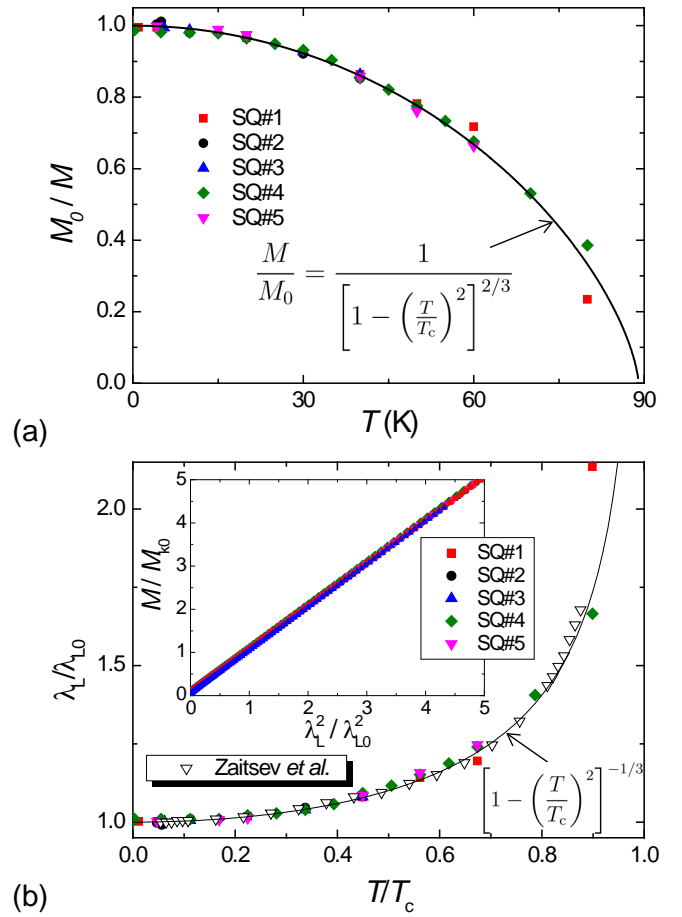 1.0
0.8
0.6
0.4
0.2
0.0
M0 / M
SQ#1
SQ#2
SQ#3
SQ#4
SQ#5
M/M0 = 1/[1 − (T/Tc)^2]^2/3
0 30 60 90
T (K)
(a)
2.0
1.5
1.0
λL/λL0
5
4
3
2
1
0
M / Mk0
0 1 2 3 4 5
λL^2 / λL0^2
SQ#1
SQ#2
SQ#3
SQ#4
SQ#5
Zaitsev et al.
[1 − (T/Tc)^2]^−1/3
0.0 0.2 0.4 0.6 0.8 1.0
T/Tc
(b)